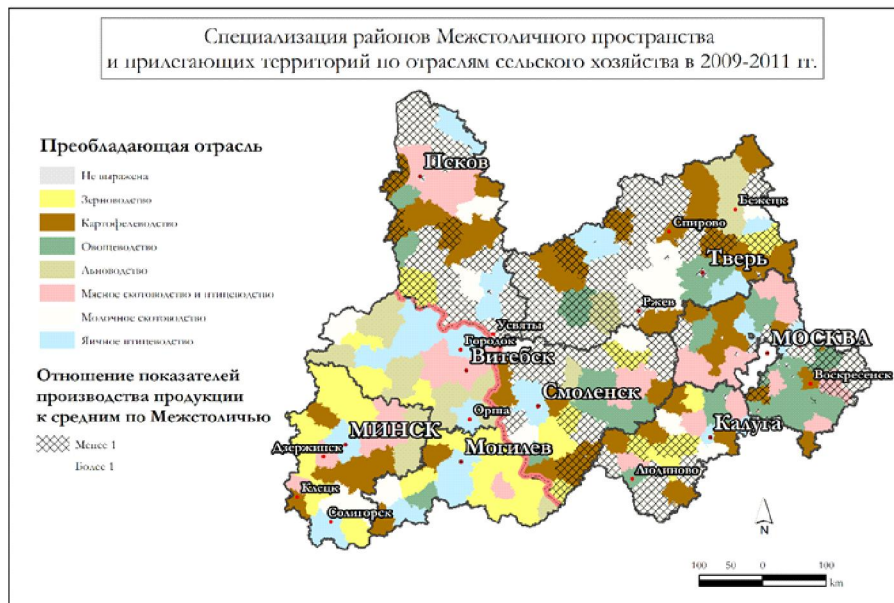 Специализация районов Межстоличного пространства
и прилегающих территорий по отраслям сельского хозяйства в 2009-2011 гг.
Преобладающая отрасль
Не выражена
Зерноводство
Картофелеводство
Овощеводство
Льноводство
Мясное скотоводство и птицеводство
Молочное скотоводство
Яичное птицеводство
Отношение показателей
производства продукции
к средним по Межстоличью
Менее 1
Более 1
Псков
Бежецк
Спирово
Тверь
Ржев
Усвяты
Городок
Витебск
МОСКВА
Воскресенск
Смоленск
Орша
Калуга
МИНСК
Дзержинск
Могилев
Людиново
Клецк
Солигорск
N
100 50 0 100
km